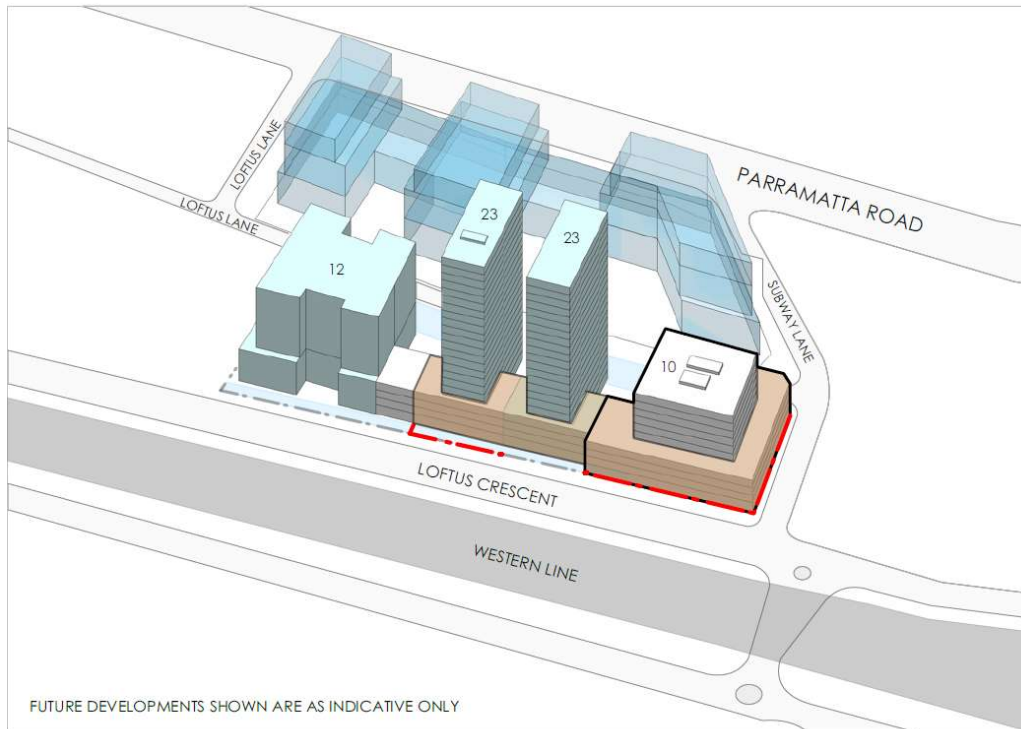 LOFTUS LANE
LOFTUS LANE
PARRAMATTA ROAD
SUBWAY LANE
23
23
12
10
LOFTUS CRESCENT
WESTERN LINE
FUTURE DEVELOPMENTS SHOWN ARE AS INDICATIVE ONLY